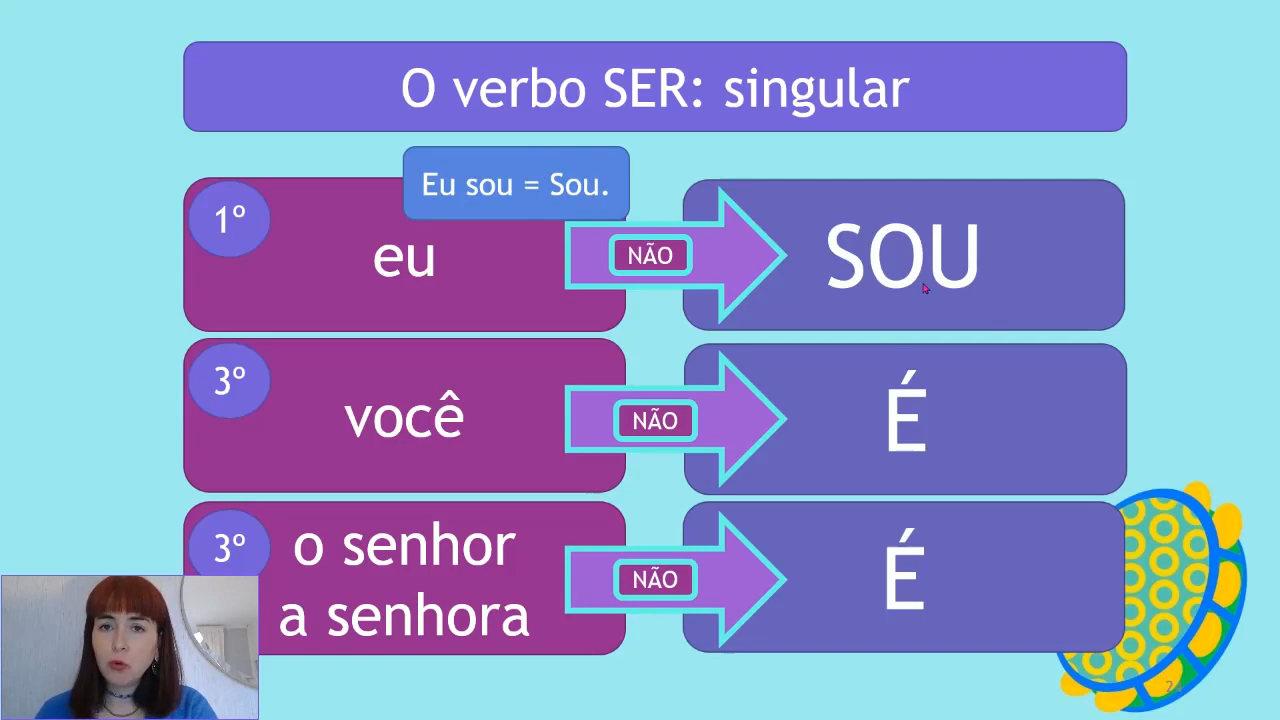 O verbo SER: singular
Eu sou = Sou.
1º
eu
NÃO
SOU
3º
você
NÃO
É
3º
o senhor
a senhora
NÃO
É